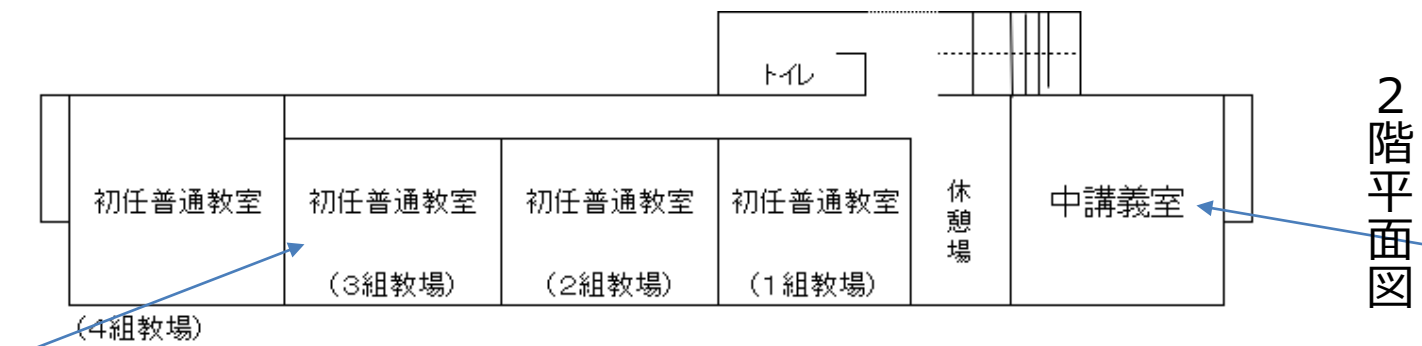 トイレ
初任普通教室
(4組教場)
初任普通教室
(3組教場)
初任普通教室
(2組教場)
初任普通教室
(1組教場)
休憩場
中講義室
2階平面図